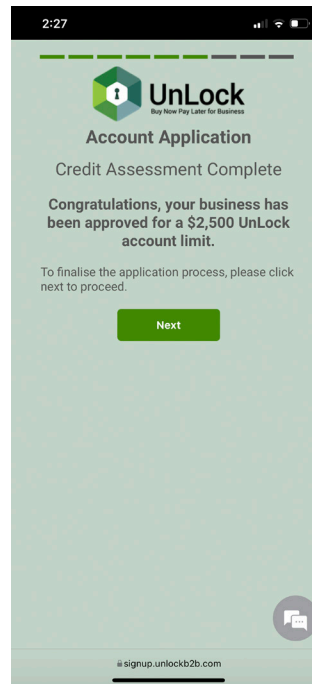 2:27
UnLock
Buy Now Pay Later for Business
Account Application
Credit Assessment Complete
Congratulations, your business has
been approved for a $2,500 UnLock
account limit.
To finalise the application process, please click
next to proceed.
Next
signup.unlockb2b.com